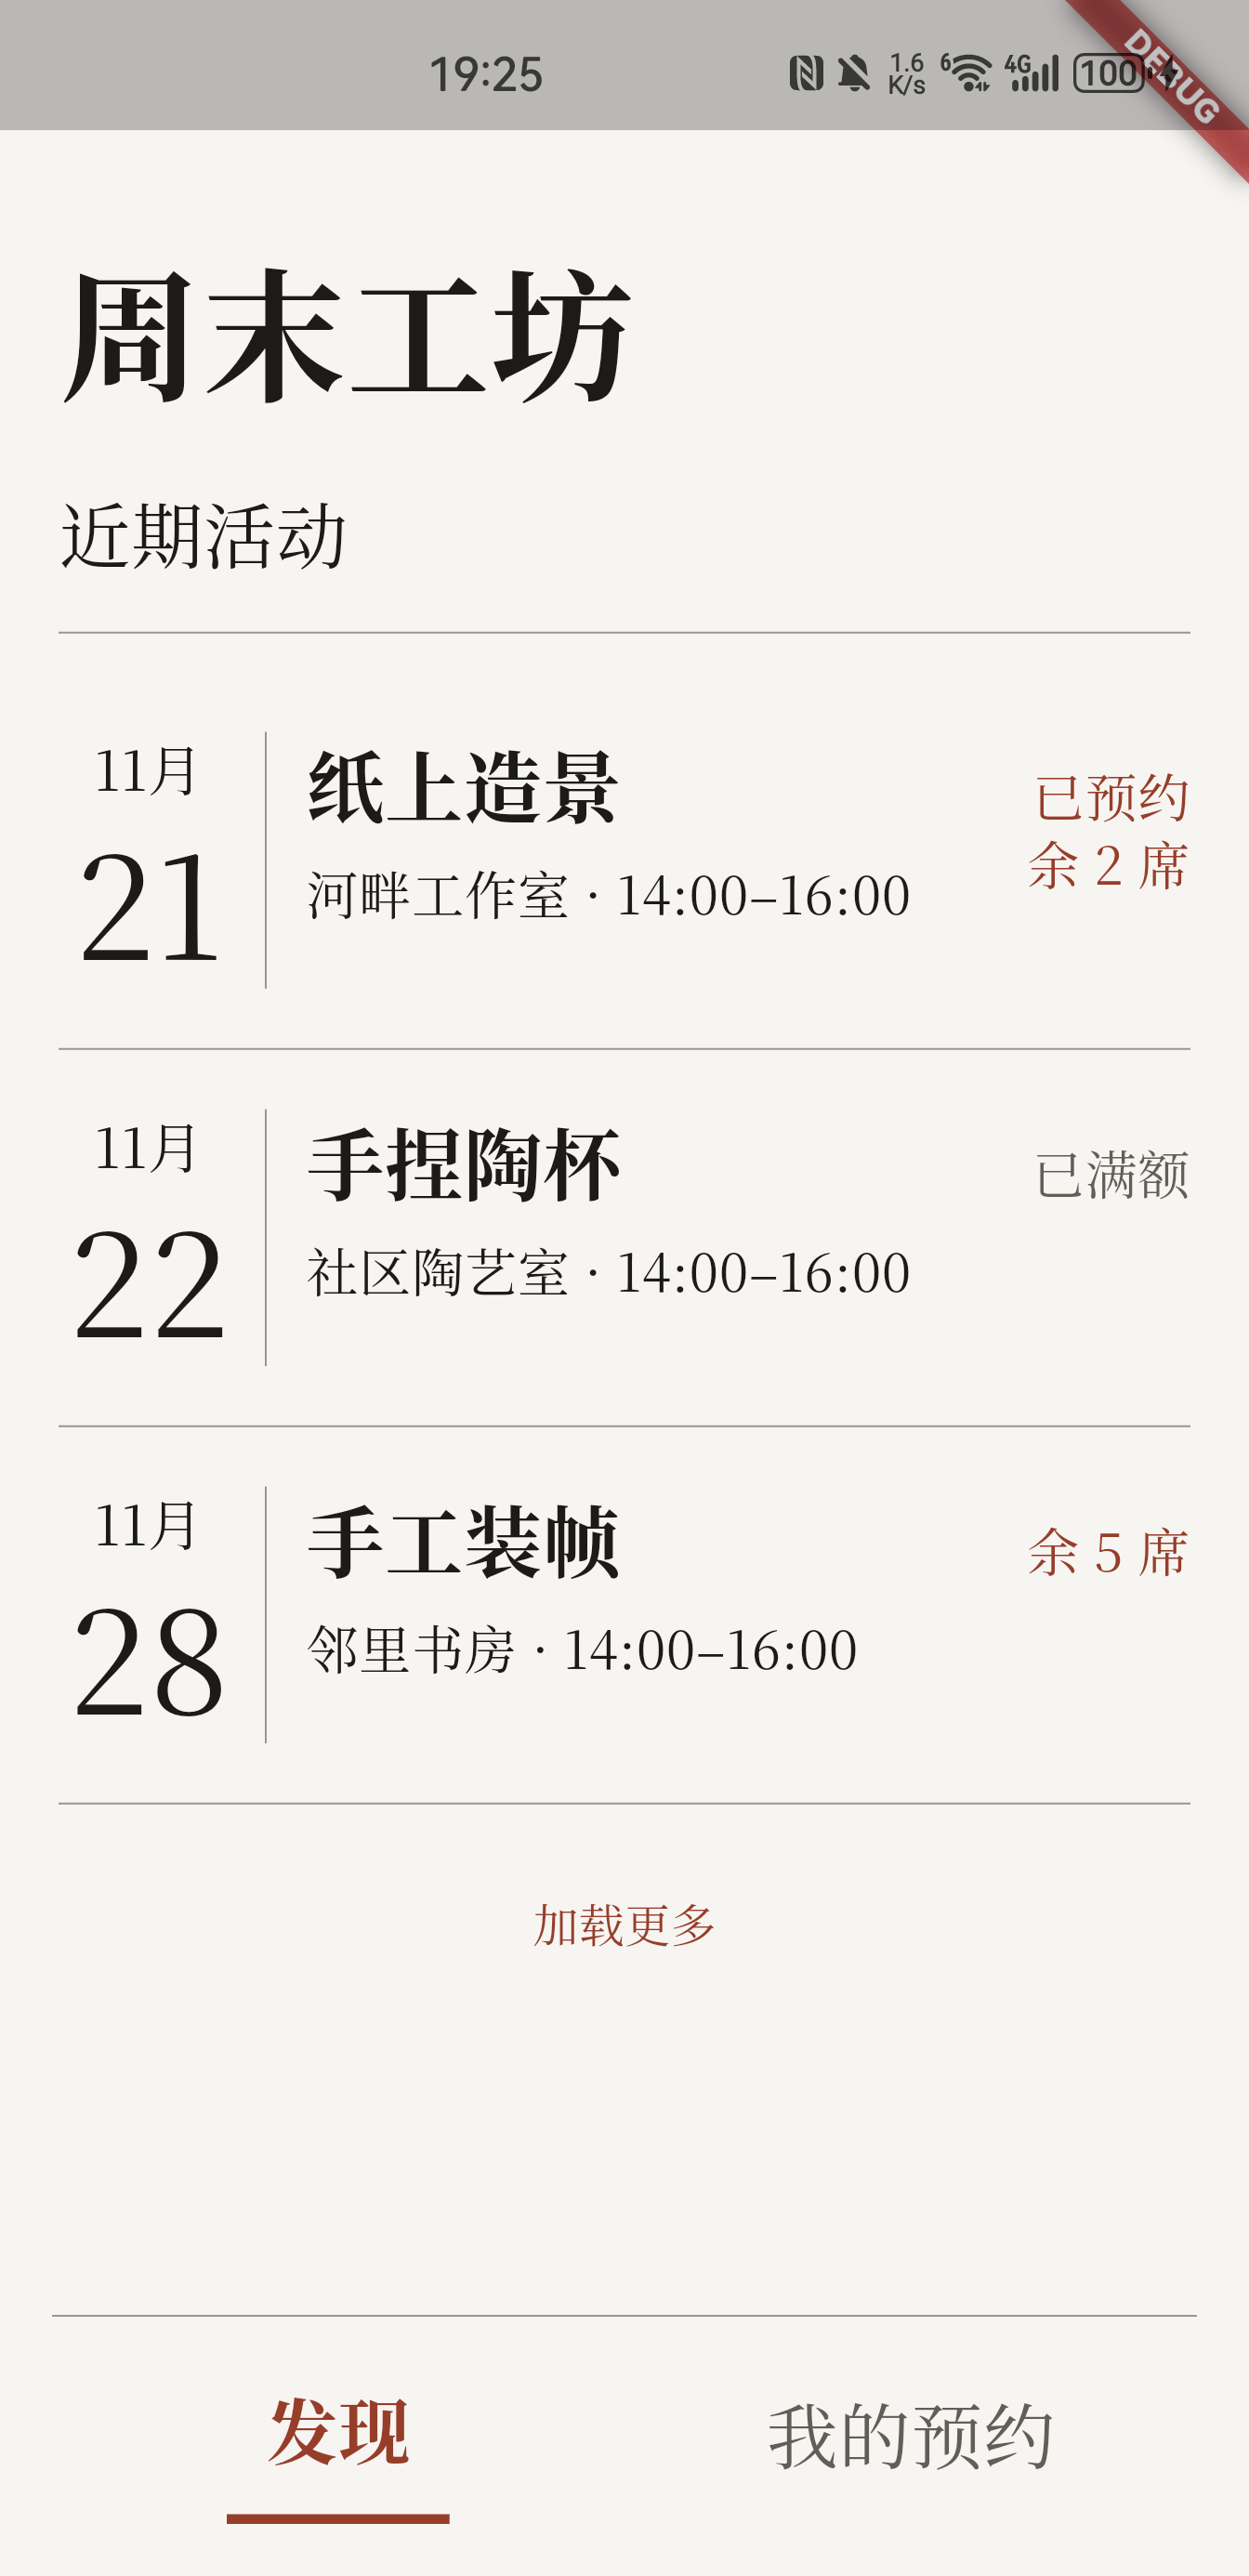 19:25
1.6
K/s
6
4G
100
DEBUG
周末工坊
近期活动
11月
21
纸上造景
河畔工作室 · 14:00–16:00
已预约
余 2 席
11月
22
手捏陶杯
社区陶艺室 · 14:00–16:00
已满额
11月
28
手工装帧
邻里书房 · 14:00–16:00
余 5 席
加载更多
发现
我的预约